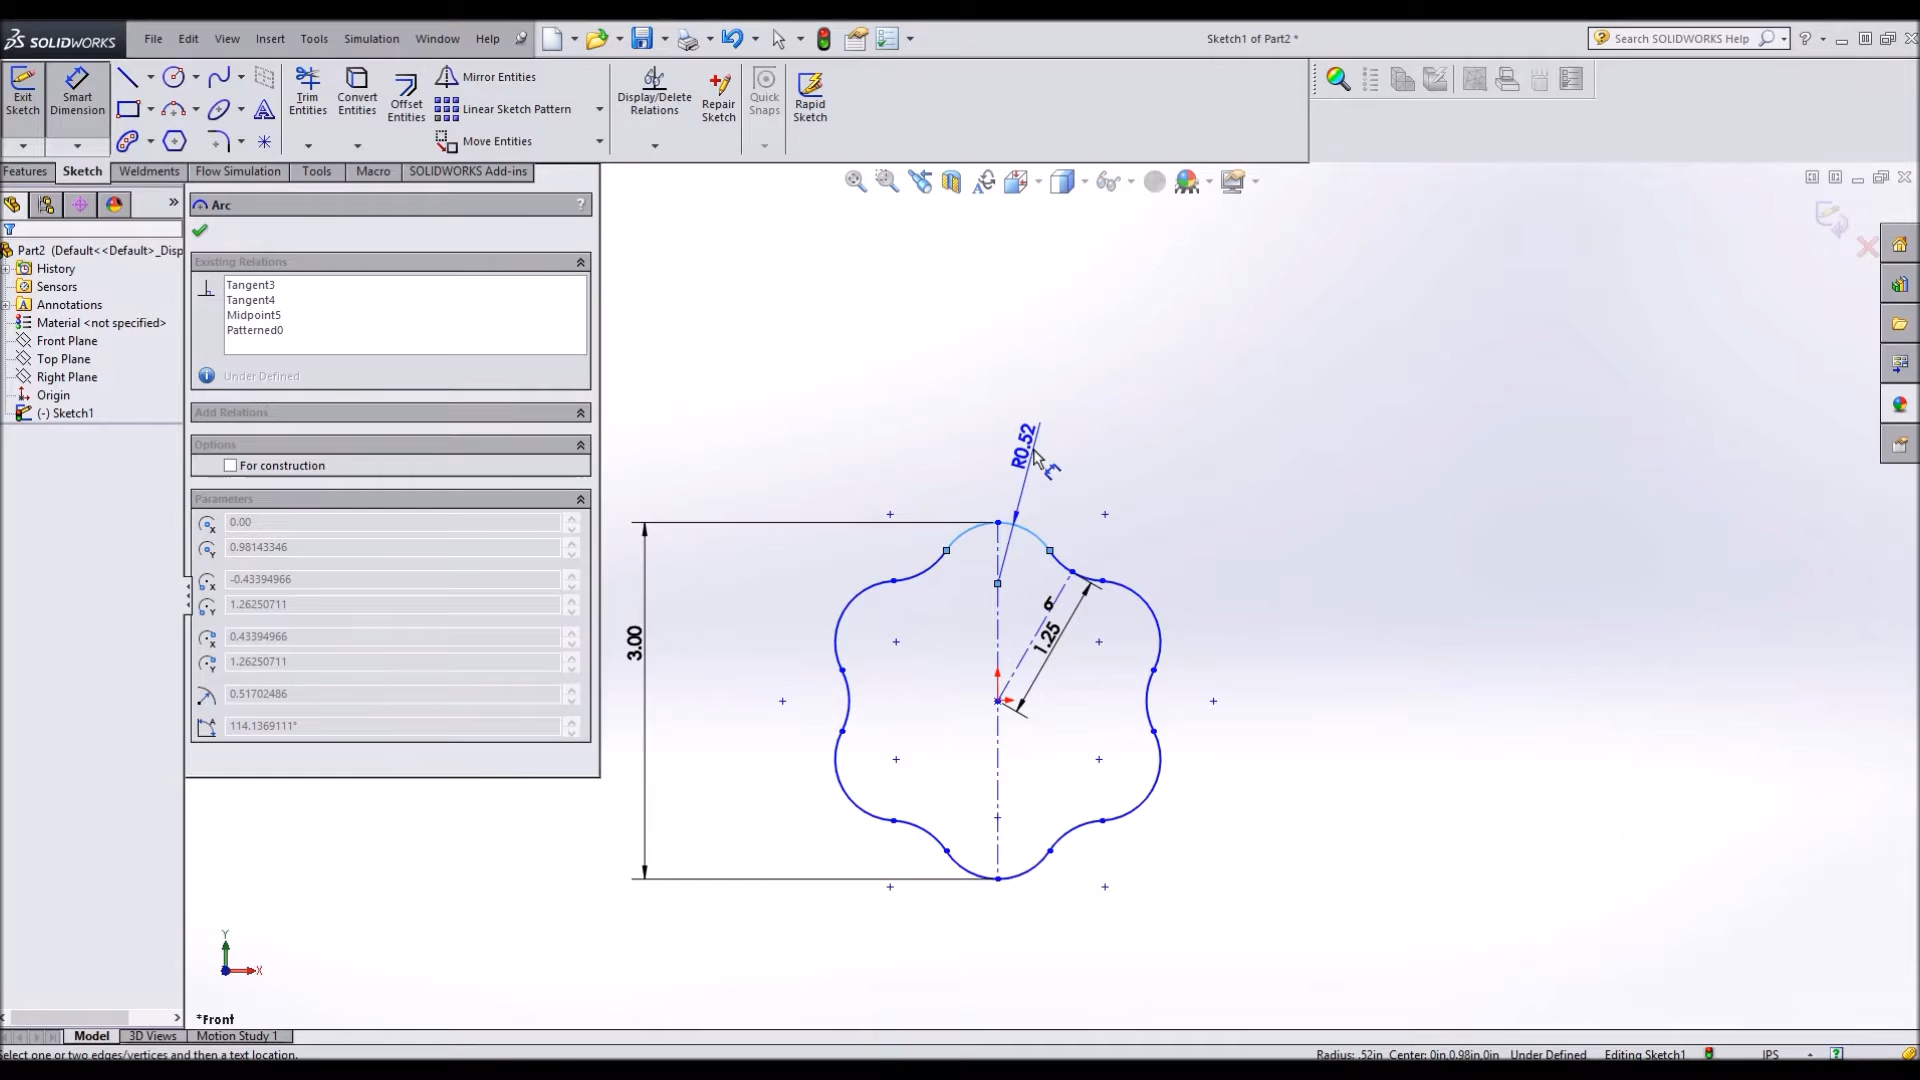 SOLIDWORKS
File Edit View Insert Tools Simulation Window Help
Sketch1 of Part2 *
Search SOLIDWORKS Help
Exit Sketch
Smart Dimension
Trim Entities
Convert Entities
Offset Entities
Mirror Entities
Linear Sketch Pattern
Move Entities
Display/Delete Relations
Repair Sketch
Quick Snaps
Rapid Sketch
Features Sketch Weldments Flow Simulation Tools Macro SOLIDWORKS Add-ins
Part2 (Default<<Default>_Disp
History
Sensors
Annotations
Material <not specified>
Front Plane
Top Plane
Right Plane
Origin
(-) Sketch1
Arc
?
Existing Relations
Tangent3
Tangent4
Midpoint5
Patterned0
Under Defined
Add Relations
Options
For construction
Parameters
0.00
0.98143346
-0.43394966
1.26250711
0.43394966
1.26250711
0.51702486
114.1369111°
R0.52
3.00
6
1.25
Y
X
*Front
Model 3D Views Motion Study 1
Select one or two edges/vertices and then a text location.
Radius: .52in Center: 0in,0.98in,0in Under Defined Editing Sketch1 IPS